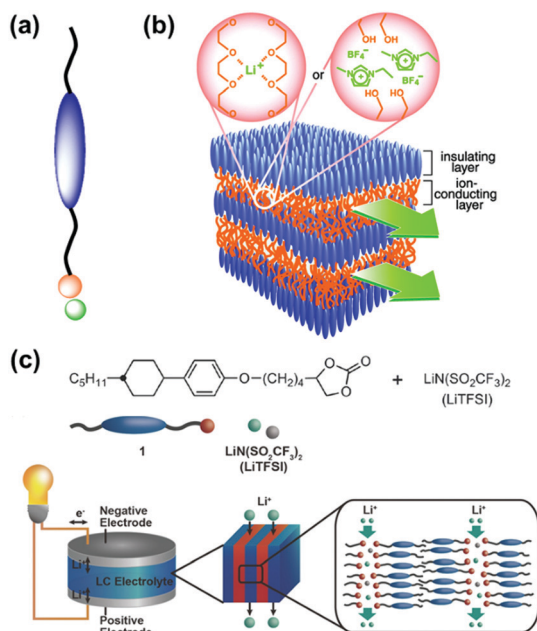 (a)
(b)
O O
O Li⁺ O
O O
or
OH OH
BF₄⁻
N + N
N + N
BF₄⁻
HO HO
insulating
layer
ion-
conducting
layer
(c)
C₅H₁₁
O—(CH₂)₄
O
O
O
+
LiN(SO₂CF₃)₂
(LiTFSI)
1
LiN(SO₂CF₃)₂
(LiTFSI)
e⁻
Negative
Electrode
Li⁺
LC Electrolyte
Li⁺
Positive
Electrode
Li⁺
Li⁺
Li⁺